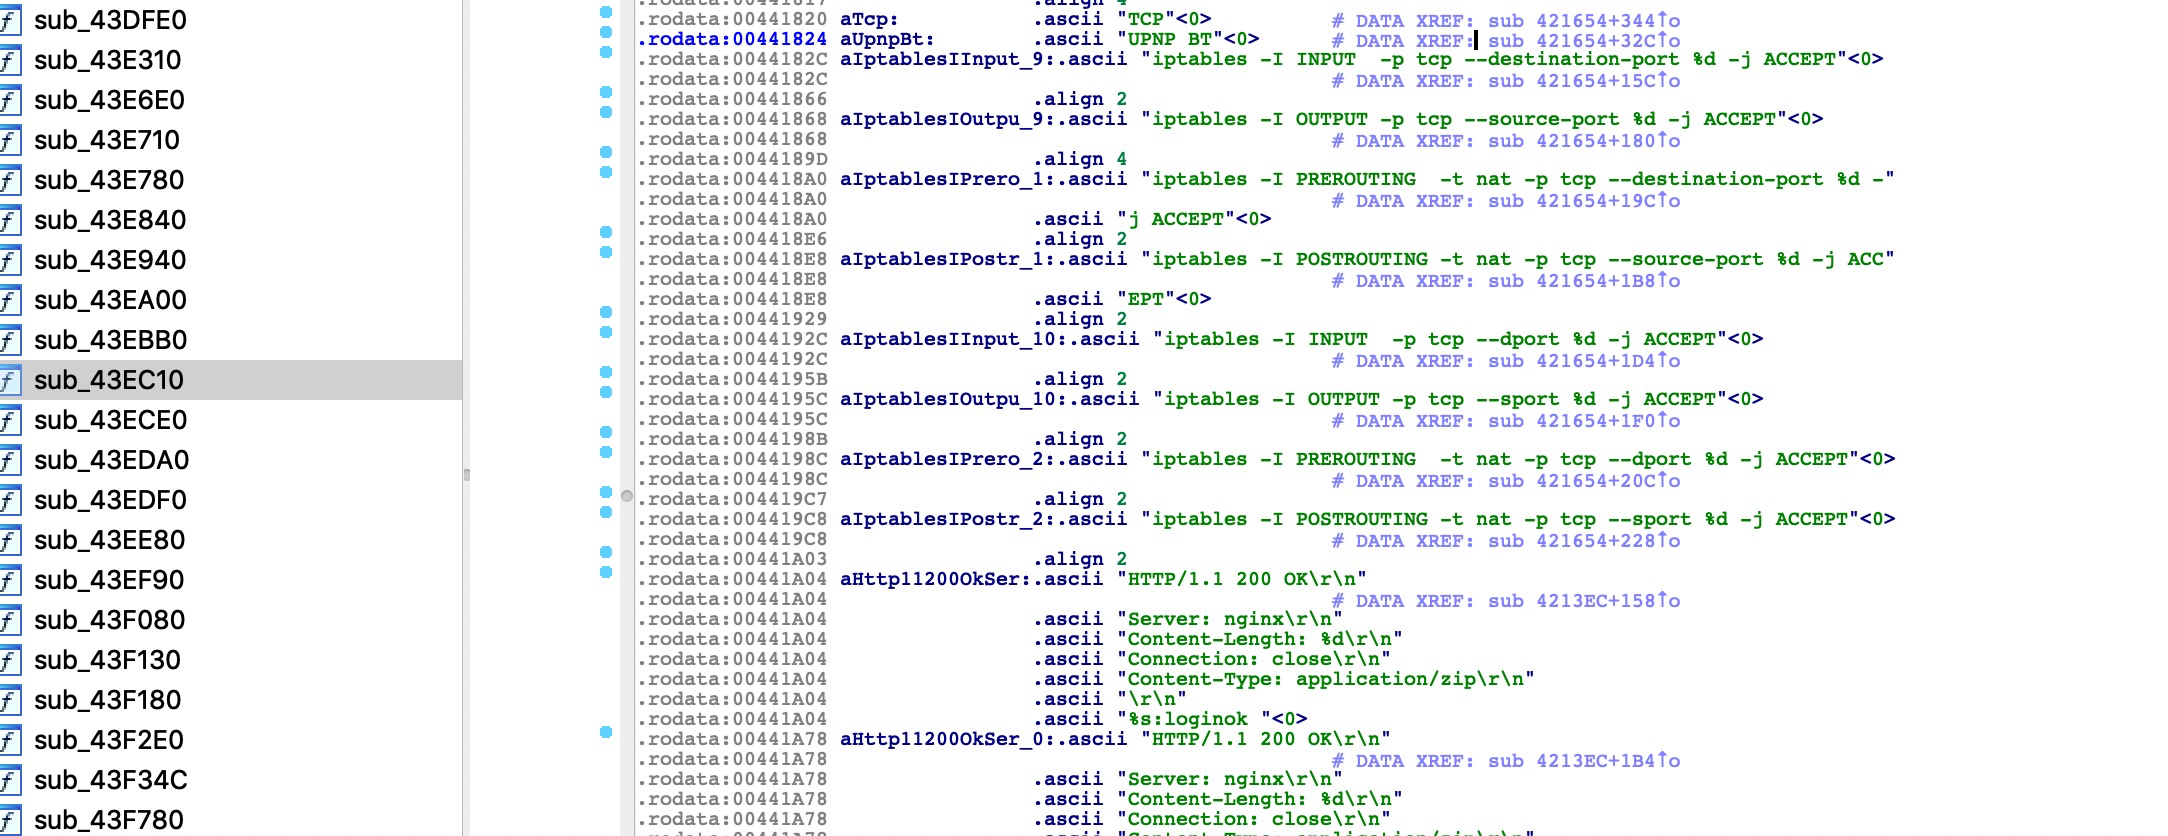 sub_43DFE0
sub_43E310
sub_43E6E0
sub_43E710
sub_43E780
sub_43E840
sub_43E940
sub_43EA00
sub_43EBB0
sub_43EC10
sub_43ECE0
sub_43EDA0
sub_43EDF0
sub_43EE80
sub_43EF90
sub_43F080
sub_43F130
sub_43F180
sub_43F2E0
sub_43F34C
sub_43F780
.rodata:00441817 .align 4
.rodata:00441820 aTcp: .ascii "TCP"<0> # DATA XREF: sub 421654+344↑o
.rodata:00441824 aUpnpBt: .ascii "UPNP BT"<0> # DATA XREF: sub 421654+32C↑o
.rodata:0044182C aIptablesIInput_9:.ascii "iptables -I INPUT  -p tcp --destination-port %d -j ACCEPT"<0>
.rodata:0044182C # DATA XREF: sub 421654+15C↑o
.rodata:00441866 .align 2
.rodata:00441868 aIptablesIOutpu_9:.ascii "iptables -I OUTPUT -p tcp --source-port %d -j ACCEPT"<0>
.rodata:00441868 # DATA XREF: sub 421654+180↑o
.rodata:0044189D .align 4
.rodata:004418A0 aIptablesIPrero_1:.ascii "iptables -I PREROUTING  -t nat -p tcp --destination-port %d -"
.rodata:004418A0 # DATA XREF: sub 421654+19C↑o
.rodata:004418A0 .ascii "j ACCEPT"<0>
.rodata:004418E6 .align 2
.rodata:004418E8 aIptablesIPostr_1:.ascii "iptables -I POSTROUTING -t nat -p tcp --source-port %d -j ACC"
.rodata:004418E8 # DATA XREF: sub 421654+1B8↑o
.rodata:004418E8 .ascii "EPT"<0>
.rodata:00441929 .align 2
.rodata:0044192C aIptablesIInput_10:.ascii "iptables -I INPUT  -p tcp --dport %d -j ACCEPT"<0>
.rodata:0044192C # DATA XREF: sub 421654+1D4↑o
.rodata:0044195B .align 2
.rodata:0044195C aIptablesIOutpu_10:.ascii "iptables -I OUTPUT -p tcp --sport %d -j ACCEPT"<0>
.rodata:0044195C # DATA XREF: sub 421654+1F0↑o
.rodata:0044198B .align 2
.rodata:0044198C aIptablesIPrero_2:.ascii "iptables -I PREROUTING  -t nat -p tcp --dport %d -j ACCEPT"<0>
.rodata:0044198C # DATA XREF: sub 421654+20C↑o
.rodata:004419C7 .align 2
.rodata:004419C8 aIptablesIPostr_2:.ascii "iptables -I POSTROUTING -t nat -p tcp --sport %d -j ACCEPT"<0>
.rodata:004419C8 # DATA XREF: sub 421654+228↑o
.rodata:00441A03 .align 2
.rodata:00441A04 aHttp11200OkSer:.ascii "HTTP/1.1 200 OK\r\n"
.rodata:00441A04 # DATA XREF: sub 4213EC+158↑o
.rodata:00441A04 .ascii "Server: nginx\r\n"
.rodata:00441A04 .ascii "Content-Length: %d\r\n"
.rodata:00441A04 .ascii "Connection: close\r\n"
.rodata:00441A04 .ascii "Content-Type: application/zip\r\n"
.rodata:00441A04 .ascii "\r\n"
.rodata:00441A04 .ascii "%s:loginok "<0>
.rodata:00441A78 aHttp11200OkSer_0:.ascii "HTTP/1.1 200 OK\r\n"
.rodata:00441A78 # DATA XREF: sub 4213EC+1B4↑o
.rodata:00441A78 .ascii "Server: nginx\r\n"
.rodata:00441A78 .ascii "Content-Length: %d\r\n"
.rodata:00441A78 .ascii "Connection: close\r\n"
.rodata:00441A78 .ascii "Content-Type: application/zip\r\n"